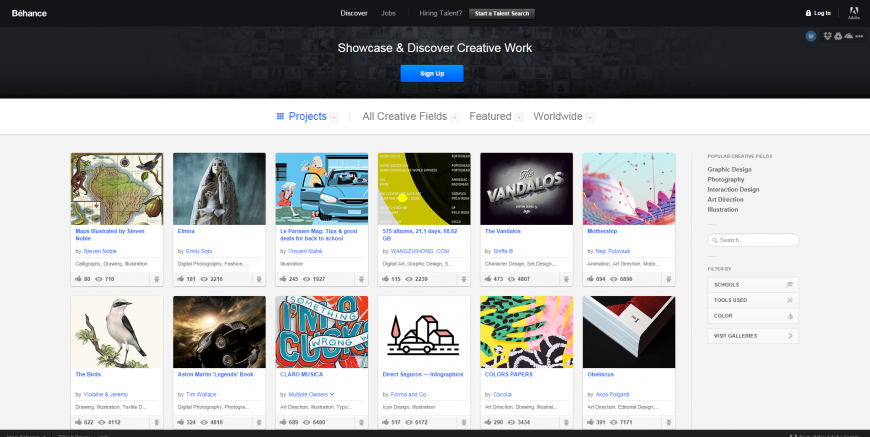 Bēhance
Discover Jobs Hiring Talent? Start a Talent Search
Log In
Adobe
Showcase & Discover Creative Work
Sign Up
Projects All Creative Fields Featured Worldwide
Maps Illustrated by Steven
Noble
by Steven Noble
Calligraphy, Drawing, Illustration
80 716
Elmira
by Emily Soto
Digital Photography, Fashion, ...
181 2216
Le Parisien Mag: Tips & good
deals for back to school
by Vincent Mahé
Illustration
245 1927
575 albums, 21.1 days, 68.62
GB
by WANGZHIHONG .COM
Digital Art, Graphic Design, S...
115 2239
The
VANDALOS
The Vandalos
by Shiffa ®
Character Design, Set Design,...
473 4807
Mothership
by Nejc Polovsak
Animation, Art Direction, Motio...
694 6896
The Birds
by Violaine & Jeremy
Drawing, Illustration, Textile D...
622 4112
Aston Martin 'Legends' Book
by Tim Wallace
Digital Photography, Photogra...
324 4816
SOMETHING
WRONG
CLARO MUSICA
by Multiple Owners
Art Direction, Illustration, Typo...
689 6480
Direct Seguros — Infographics
by Forma and Co
Icon Design, Illustration
517 6172
COLORS PAPERS
by Cocolia
Art Direction, Drawing, Illustrat...
290 3434
Obeliscus
by Akos Polgardi
Art Direction, Editorial Design,...
391 7171
POPULAR CREATIVE FIELDS
Graphic Design
Photography
Interaction Design
Art Direction
Illustration
Search...
FILTER BY
SCHOOLS
TOOLS USED
COLOR
VISIT GALLERIES